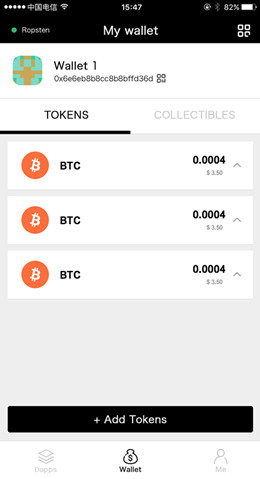 中国电信 15:47 82%
Ropsten My wallet
Wallet 1
0x6e6eb8b8cc8b8bffd36d
TOKENS COLLECTIBLES
BTC 0.0004
$ 3.50
BTC 0.0004
$ 3.50
BTC 0.0004
$ 3.50
+ Add Tokens
Dapps Wallet Me